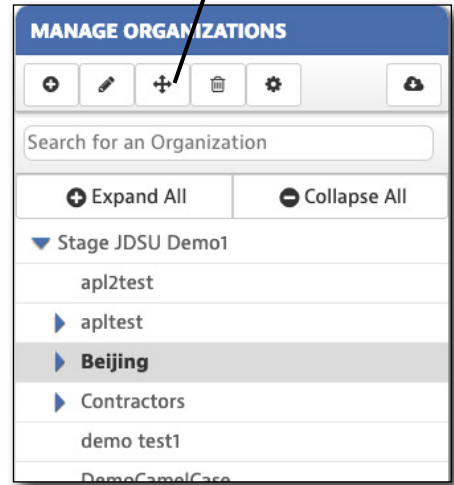 MANAGE ORGANIZATIONS
Search for an Organization
Expand All
Collapse All
Stage JDSU Demo1
apl2test
apltest
Beijing
Contractors
demo test1
DemoCamelCase